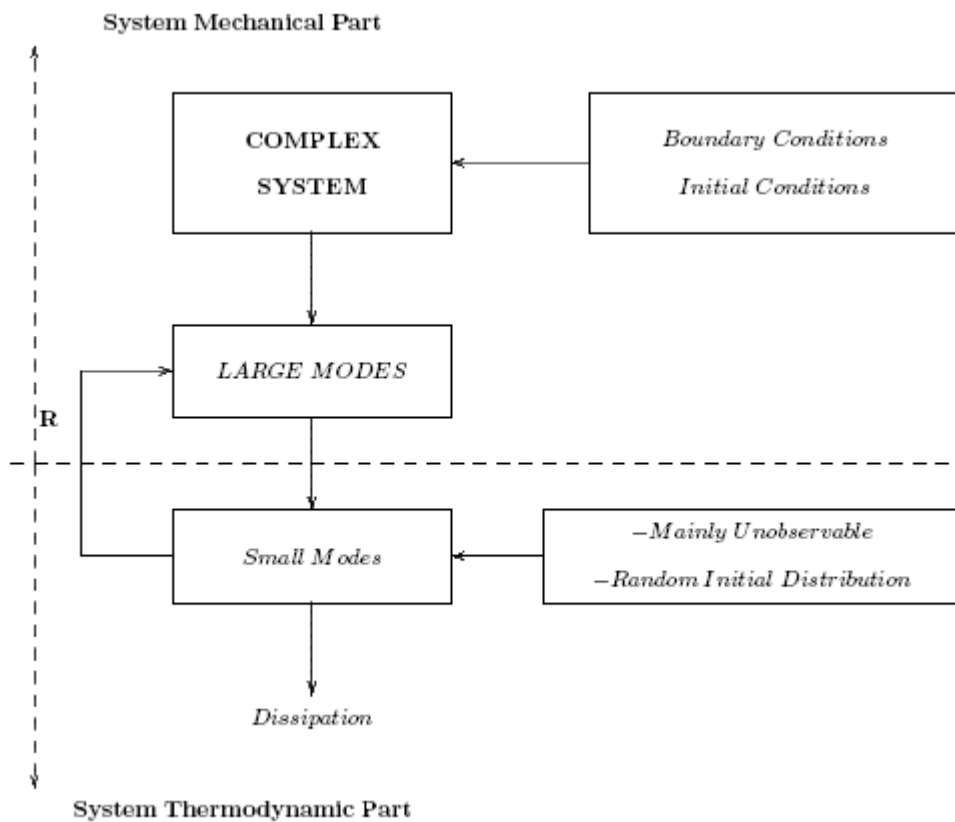 System Mechanical Part
COMPLEX
SYSTEM
Boundary Conditions
Initial Conditions
LARGE MODES
R
Small Modes
−Mainly Unobservable
−Random Initial Distribution
Dissipation
System Thermodynamic Part